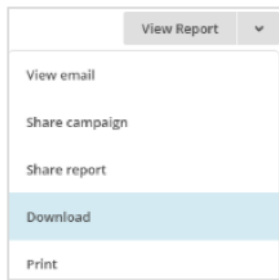 View Report
View email
Share campaign
Share report
Download
Print